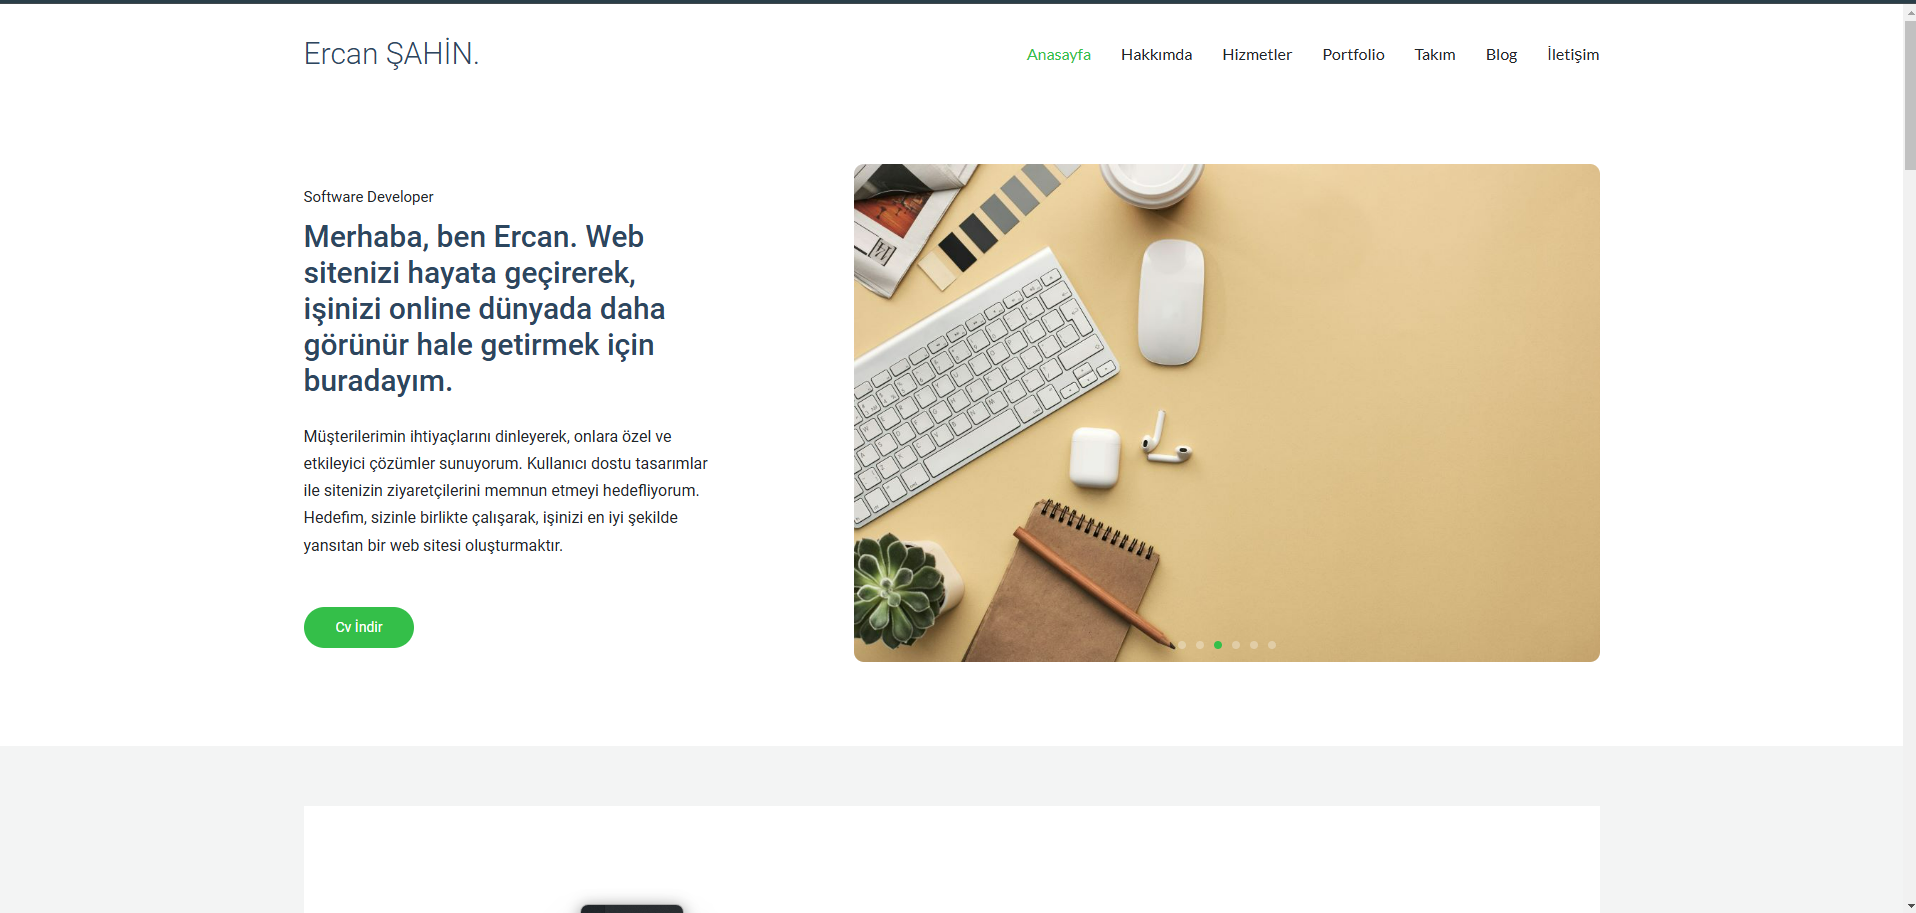 Ercan ŞAHİN.
Anasayfa Hakkımda Hizmetler Portfolio Takım Blog İletişim
Software Developer
Merhaba, ben Ercan. Web
sitenizi hayata geçirerek,
işinizi online dünyada daha
görünür hale getirmek için
buradayım.
Müşterilerimin ihtiyaçlarını dinleyerek, onlara özel ve
etkileyici çözümler sunuyorum. Kullanıcı dostu tasarımlar
ile sitenizin ziyaretçilerini memnun etmeyi hedefliyorum.
Hedefim, sizinle birlikte çalışarak, işinizi en iyi şekilde
yansıtan bir web sitesi oluşturmaktır.
Cv İndir